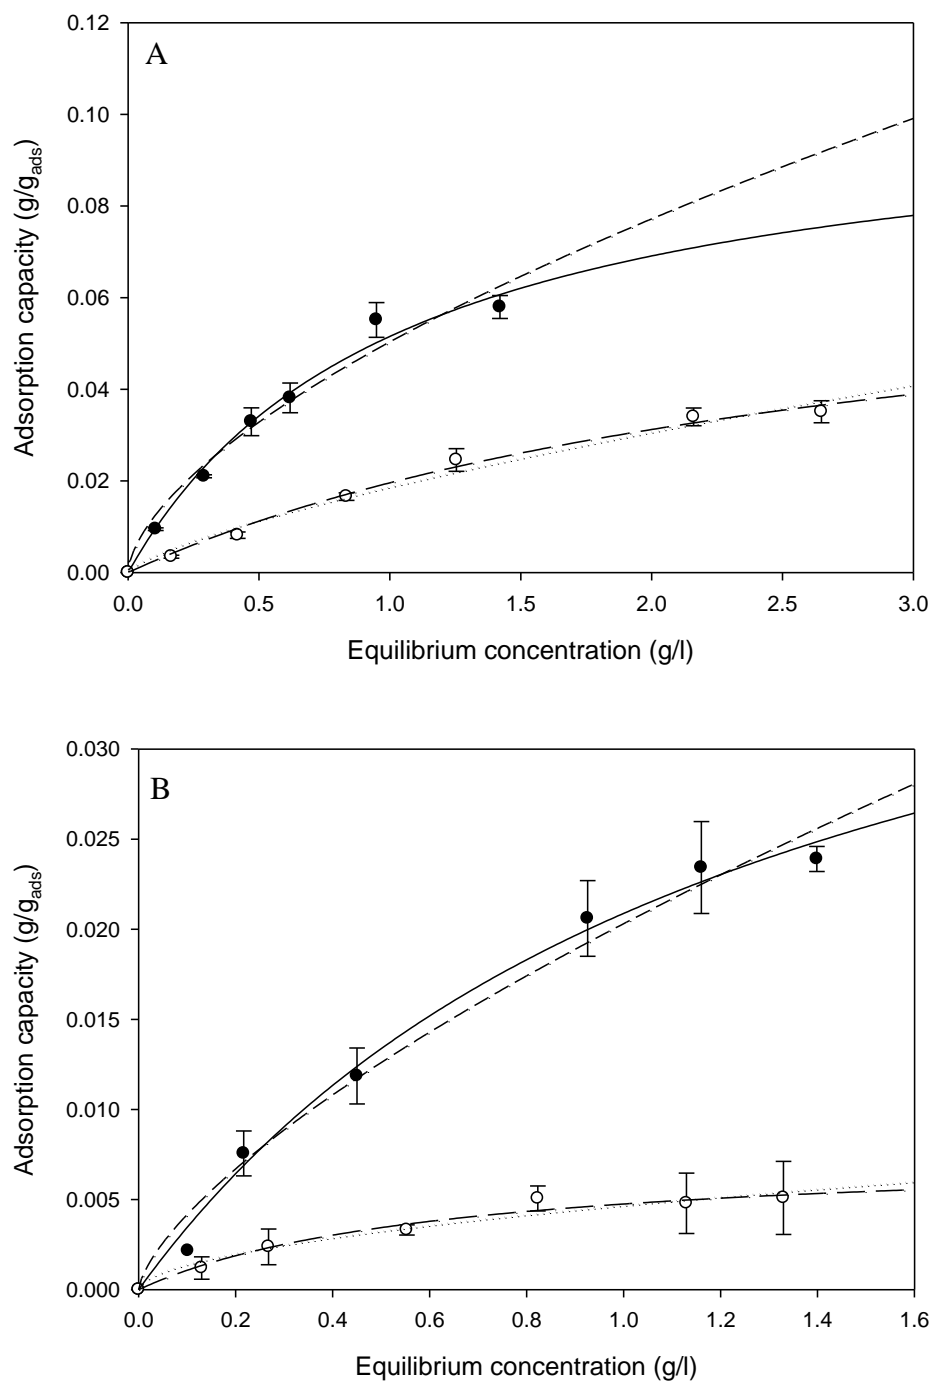 A
0.12
0.10
0.08
0.06
0.04
0.02
0.00
Adsorption capacity (g/g_ads)
0.0 0.5 1.0 1.5 2.0 2.5 3.0
Equilibrium concentration (g/l)
B
0.030
0.025
0.020
0.015
0.010
0.005
0.000
Adsorption capacity (g/g_ads)
0.0 0.2 0.4 0.6 0.8 1.0 1.2 1.4 1.6
Equilibrium concentration (g/l)